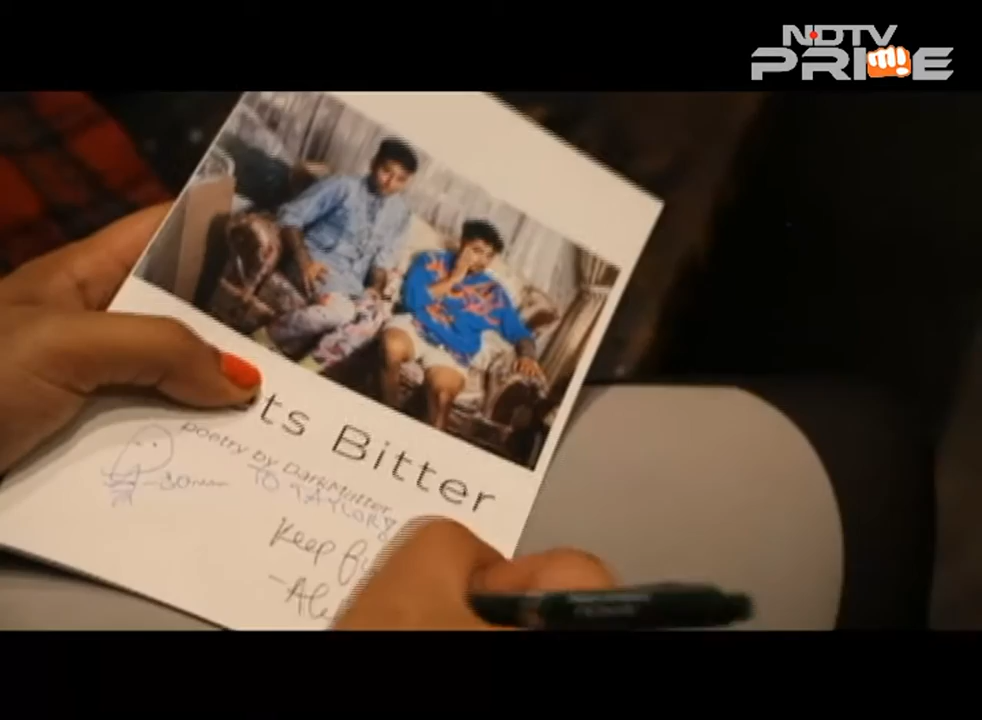 NDTV
PRIME
ts Bitter
poetry by DarkMatter
TO TAYLOR
Keep